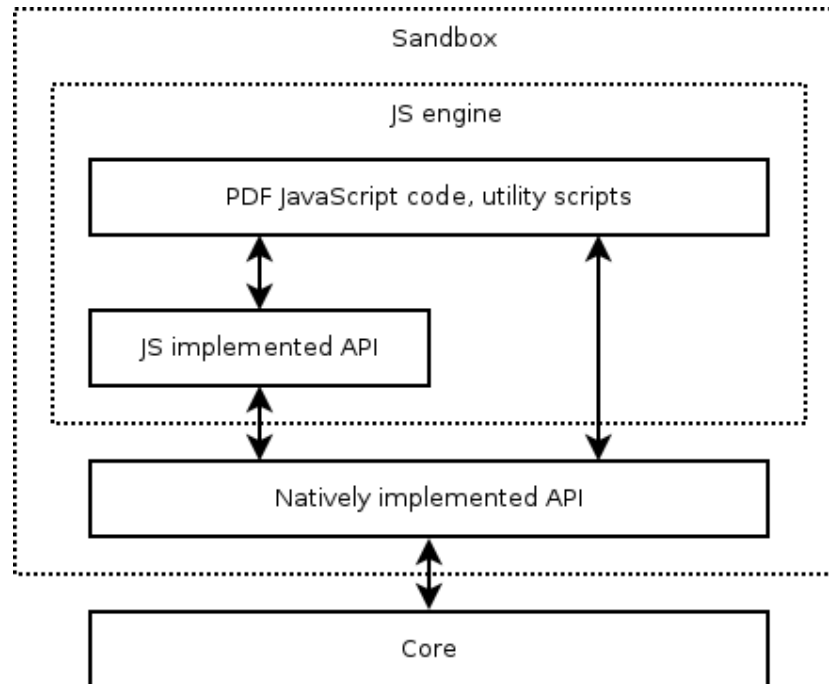 Sandbox
JS engine
PDF JavaScript code, utility scripts
JS implemented API
Natively implemented API
Core